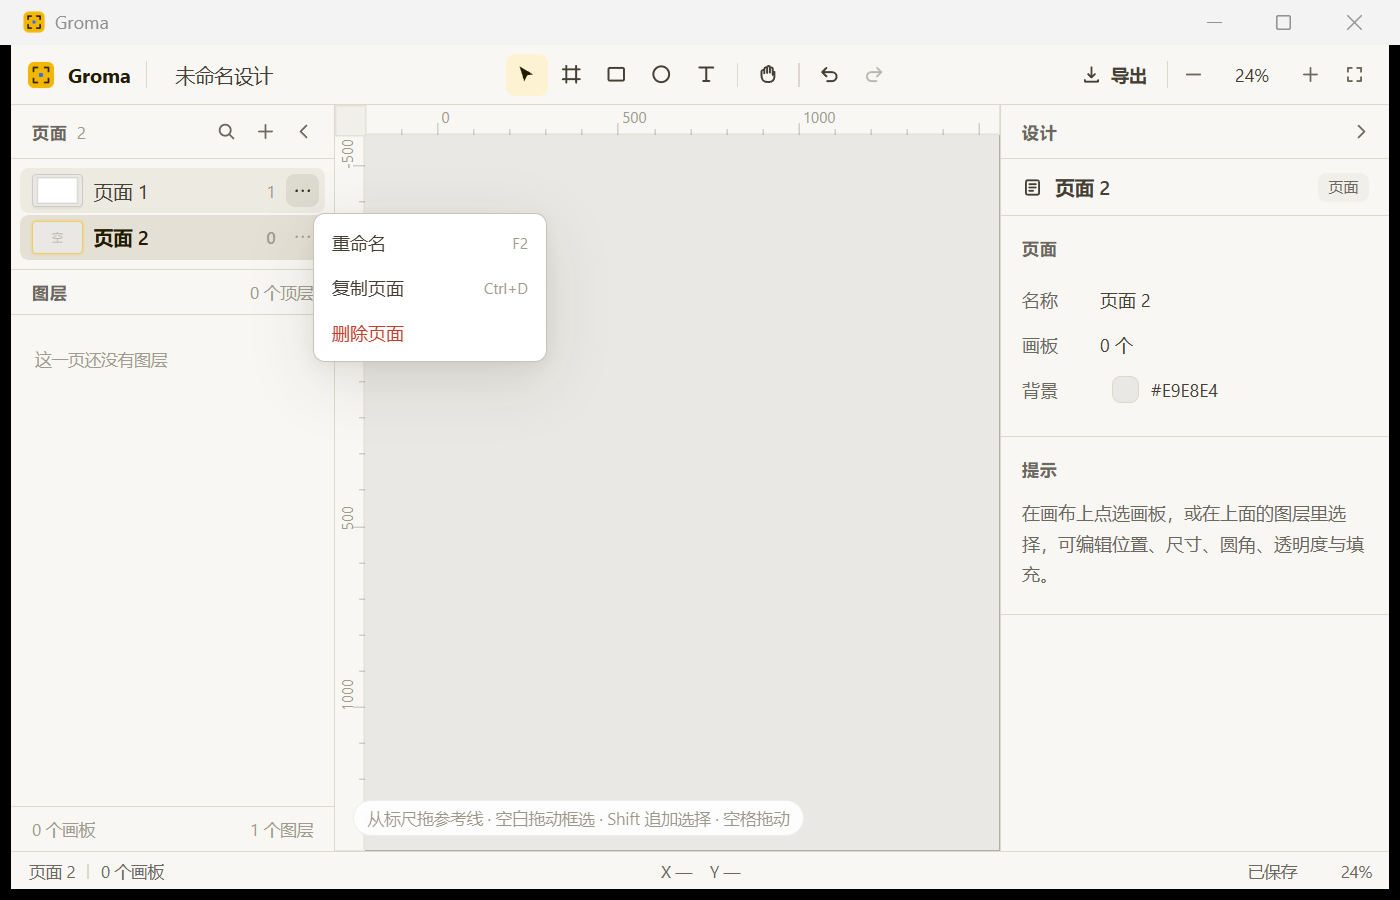 Groma
Groma
未命名设计
导出
24%
页面 2
页面 1
1
空
页面 2
0
图层
0 个顶层
这一页还没有图层
0 个画板
1 个图层
重命名 F2
复制页面 Ctrl+D
删除页面
0
500
1000
-500
500
1000
从标尺拖参考线 · 空白拖动框选 · Shift 追加选择 · 空格拖动
设计
页面 2
页面
页面
名称 页面 2
画板 0 个
背景 #E9E8E4
提示
在画布上点选画板，或在上面的图层里选
择，可编辑位置、尺寸、圆角、透明度与填
充。
页面 2
0 个画板
X —
Y —
已保存
24%